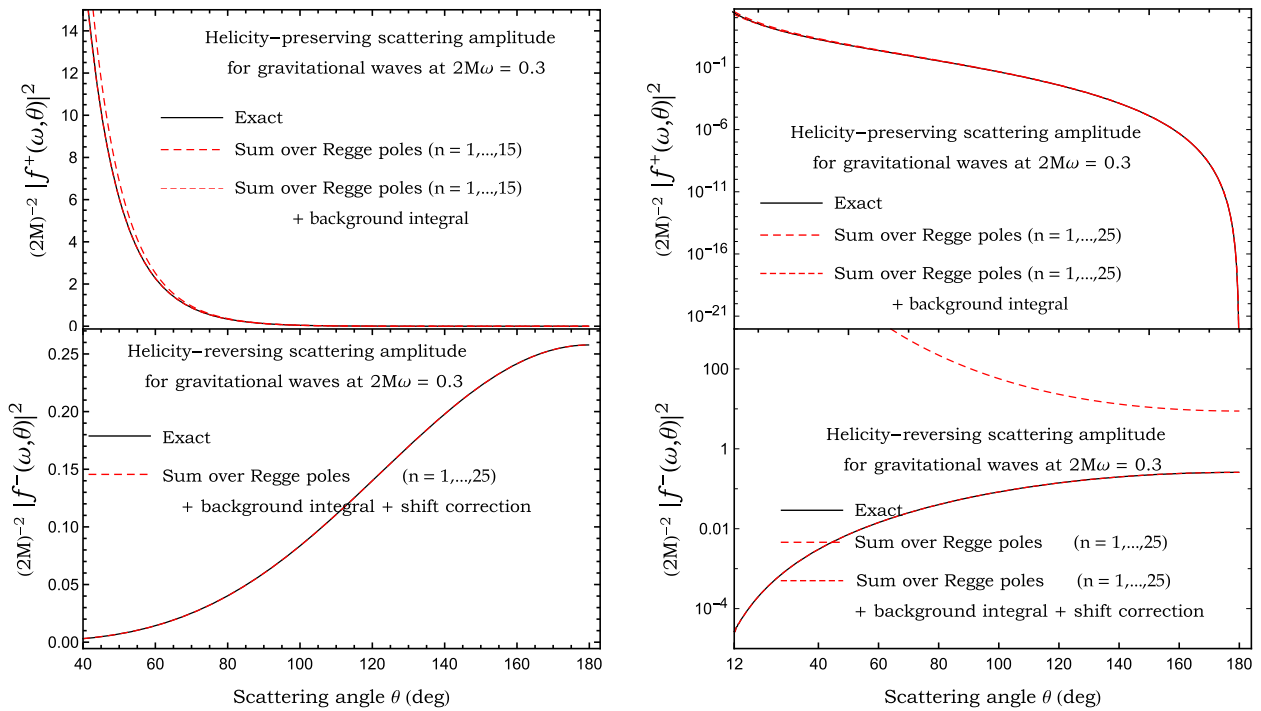 Helicity−preserving scattering amplitude
for gravitational waves at 2Mω = 0.3
Exact
Sum over Regge poles (n = 1,...,15)
Sum over Regge poles (n = 1,...,15)
+ background integral
(2M)⁻² |f⁺(ω,θ)|²
14
12
10
8
6
4
2
0
Helicity−reversing scattering amplitude
for gravitational waves at 2Mω = 0.3
Exact
Sum over Regge poles (n = 1,...,25)
+ background integral + shift correction
(2M)⁻² |f⁻(ω,θ)|²
0.25
0.20
0.15
0.10
0.05
0.00
40 60 80 100 120 140 160 180
Scattering angle θ (deg)
Helicity−preserving scattering amplitude
for gravitational waves at 2Mω = 0.3
Exact
Sum over Regge poles (n = 1,...,25)
Sum over Regge poles (n = 1,...,25)
+ background integral
(2M)⁻² |f⁺(ω,θ)|²
10⁻¹
10⁻⁶
10⁻¹¹
10⁻¹⁶
10⁻²¹
Helicity−reversing scattering amplitude
for gravitational waves at 2Mω = 0.3
Exact
Sum over Regge poles (n = 1,...,25)
Sum over Regge poles (n = 1,...,25)
+ background integral + shift correction
(2M)⁻² |f⁻(ω,θ)|²
100
1
0.01
10⁻⁴
12 40 60 80 100 120 140 160 180
Scattering angle θ (deg)